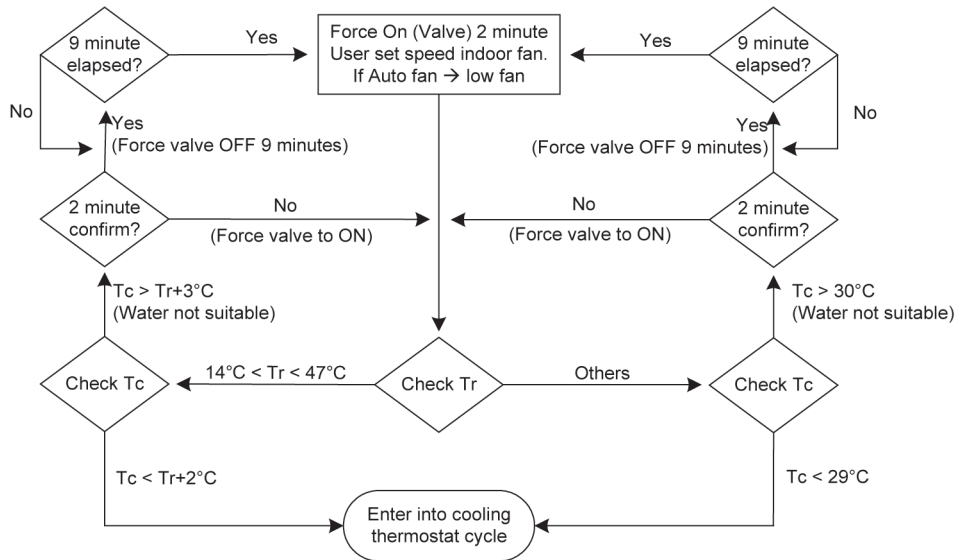 9 minute
elapsed?
Yes
Force On (Valve) 2 minute
User set speed indoor fan.
If Auto fan → low fan
Yes
9 minute
elapsed?
No
No
Yes
(Force valve OFF 9 minutes)
Yes
(Force valve OFF 9 minutes)
2 minute
confirm?
No
(Force valve to ON)
No
(Force valve to ON)
2 minute
confirm?
Tc > Tr+3°C
(Water not suitable)
Tc > 30°C
(Water not suitable)
Check Tc
14°C < Tr < 47°C
Check Tr
Others
Check Tc
Tc < Tr+2°C
Tc < 29°C
Enter into cooling
thermostat cycle